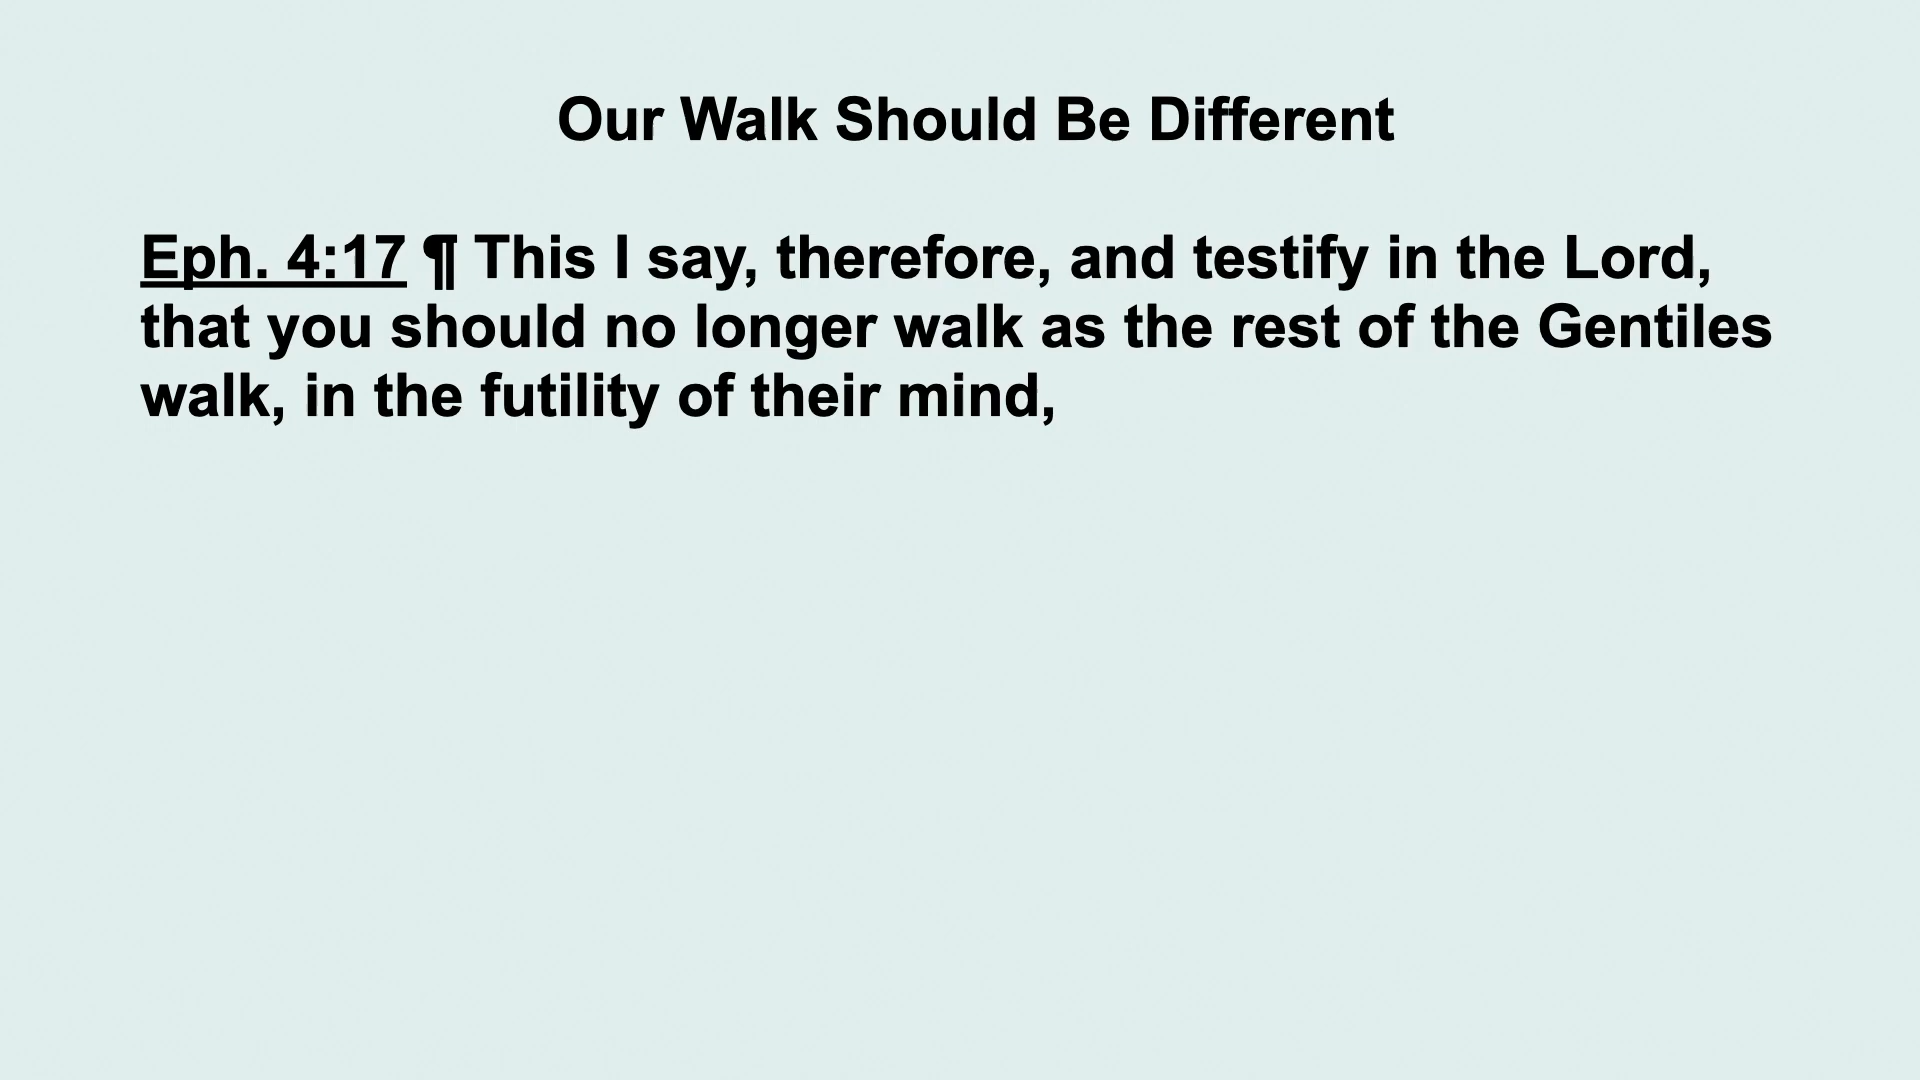 Our Walk Should Be Different
Eph. 4:17 ¶ This I say, therefore, and testify in the Lord,
that you should no longer walk as the rest of the Gentiles
walk, in the futility of their mind,